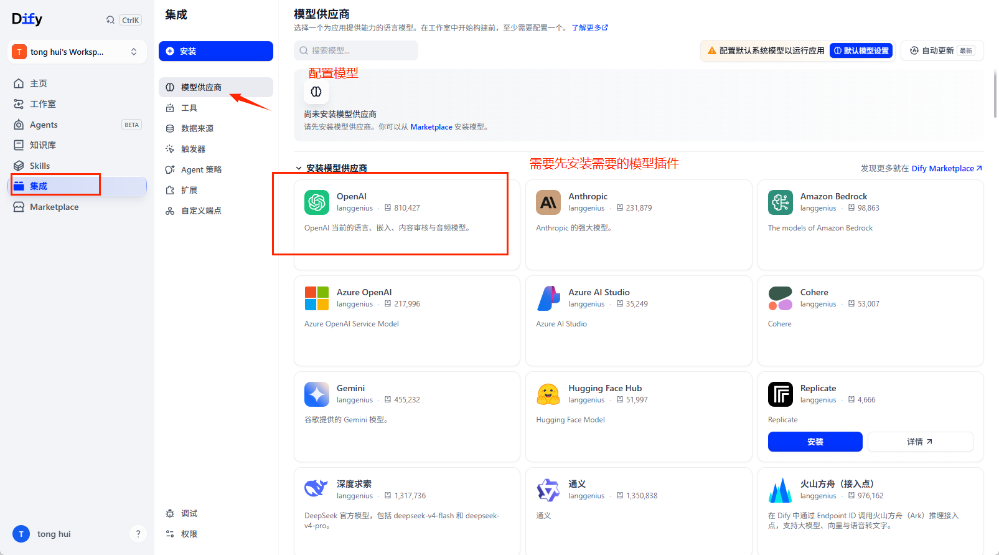 Dify
CtrlK
T
tong hui's Worksp...
主页
工作室
Agents
BETA
知识库
Skills
集成
Marketplace
T
tong hui
?
集成
安装
模型供应商
工具
数据来源
触发器
Agent 策略
扩展
自定义端点
调试
权限
模型供应商
选择一个为应用提供能力的语言模型。在工作室中开始构建前，至少需要配置一个。 了解更多
搜索模型...
配置默认系统模型以运行应用
默认模型设置
自动更新
最新
配置模型
尚未安装模型供应商
请先安装模型供应商。你可以从 Marketplace 安装模型。
需要先安装需要的模型插件
安装模型供应商
发现更多就在 Dify Marketplace
OpenAI
langgenius · 810,427
OpenAI 当前的语言、嵌入、内容审核与音频模型。
Anthropic
langgenius · 231,879
Anthropic 的强大模型。
Amazon Bedrock
langgenius · 98,863
The models of Amazon Bedrock
Azure OpenAI
langgenius · 217,996
Azure OpenAI Service Model
Azure AI Studio
langgenius · 35,249
Azure AI Studio
Cohere
langgenius · 53,007
Cohere
Gemini
langgenius · 455,232
谷歌提供的 Gemini 模型。
Hugging Face Hub
langgenius · 51,997
Hugging Face Model
Replicate
langgenius · 4,666
Replicate
安装
详情
深度求索
langgenius · 1,317,736
DeepSeek 官方模型，包括 deepseek-v4-flash 和 deepseek-
v4-pro。
通义
langgenius · 1,350,838
通义
火山方舟（接入点）
langgenius · 976,162
在 Dify 中通过 Endpoint ID 调用火山方舟（Ark）推理接入
点，支持大模型、向量与语音转文字。